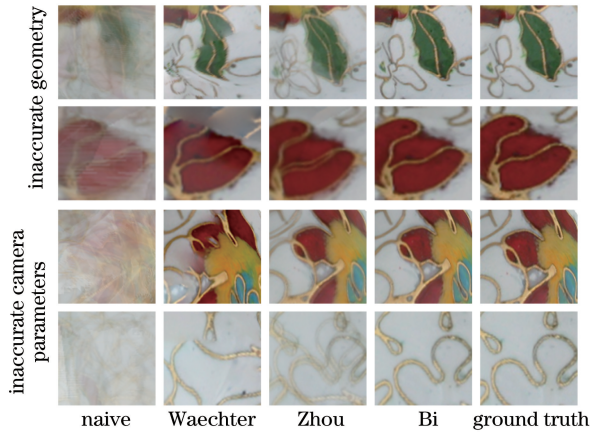 inaccurate geometry
inaccurate camera
parameters
naive Waechter Zhou Bi ground truth